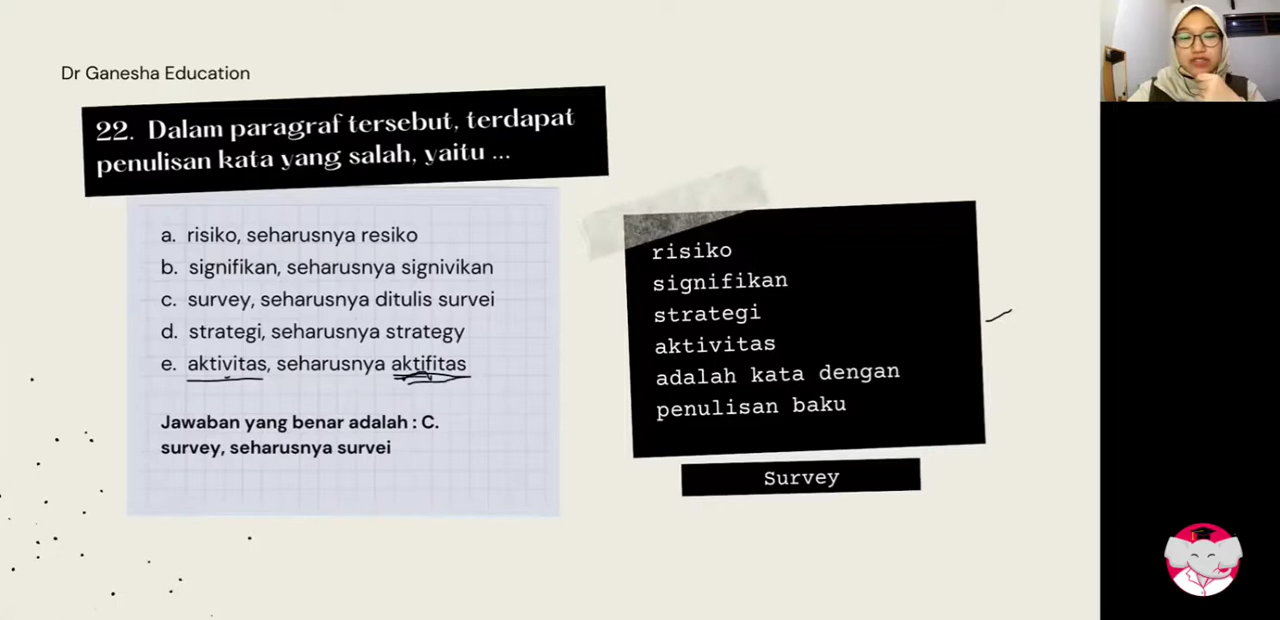 Dr Ganesha Education
22. Dalam paragraf tersebut, terdapat
penulisan kata yang salah, yaitu ...
a. risiko, seharusnya resiko
b. signifikan, seharusnya signivikan
c. survey, seharusnya ditulis survei
d. strategi, seharusnya strategy
e. aktivitas, seharusnya aktifitas
Jawaban yang benar adalah : C.
survey, seharusnya survei
risiko
signifikan
strategi
aktivitas
adalah kata dengan
penulisan baku
Survey